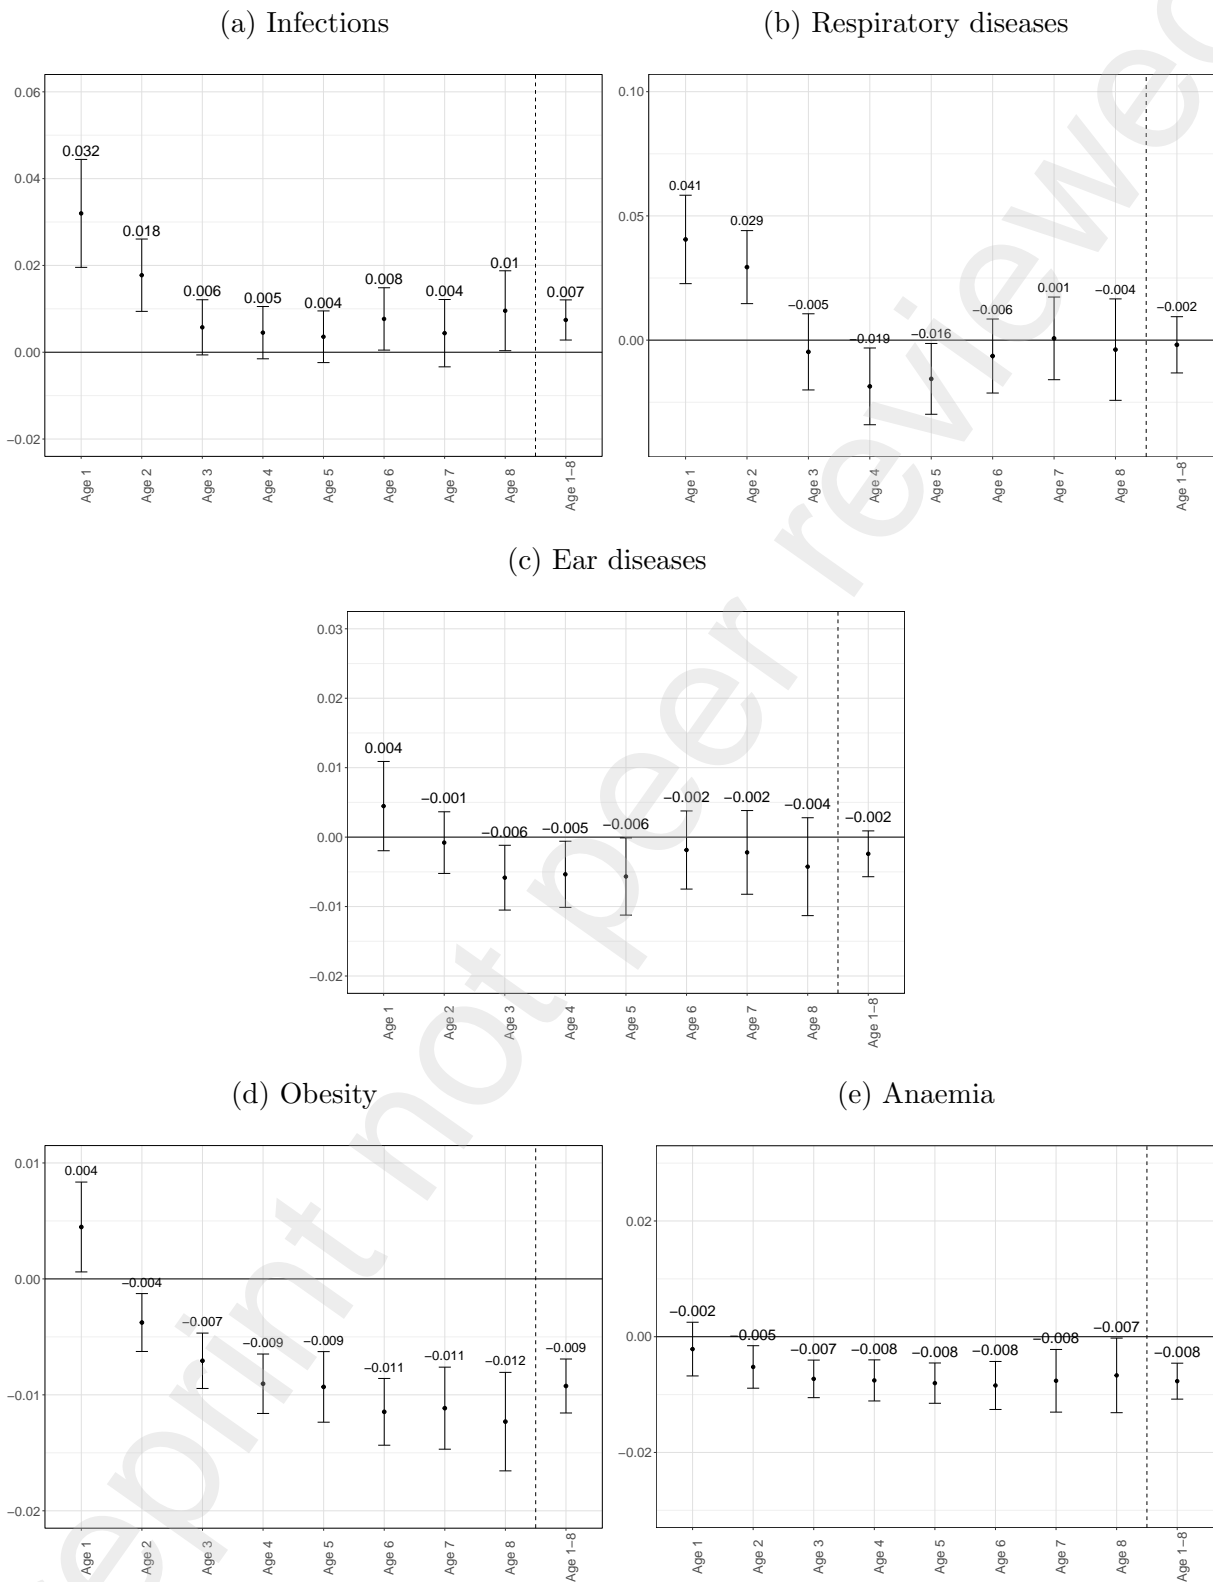 (a) Infections
0.06
0.04
0.02
0.00
−0.02
0.032
0.018
0.006
0.005
0.004
0.008
0.004
0.01
0.007
Age 1
Age 2
Age 3
Age 4
Age 5
Age 6
Age 7
Age 8
Age 1−8
(b) Respiratory diseases
0.10
0.05
0.00
0.041
0.029
−0.005
−0.019
−0.016
−0.006
0.001
−0.004
−0.002
Age 1
Age 2
Age 3
Age 4
Age 5
Age 6
Age 7
Age 8
Age 1−8
(c) Ear diseases
0.03
0.02
0.01
0.00
−0.01
−0.02
0.004
−0.001
−0.006
−0.005
−0.006
−0.002
−0.002
−0.004
−0.002
Age 1
Age 2
Age 3
Age 4
Age 5
Age 6
Age 7
Age 8
Age 1−8
(d) Obesity
0.01
0.00
−0.01
−0.02
0.004
−0.004
−0.007
−0.009
−0.009
−0.011
−0.011
−0.012
−0.009
Age 1
Age 2
Age 3
Age 4
Age 5
Age 6
Age 7
Age 8
Age 1−8
(e) Anaemia
0.02
0.00
−0.02
−0.002
−0.005
−0.007
−0.008
−0.008
−0.008
−0.008
−0.007
−0.008
Age 1
Age 2
Age 3
Age 4
Age 5
Age 6
Age 7
Age 8
Age 1−8
eprint not peer reviewed